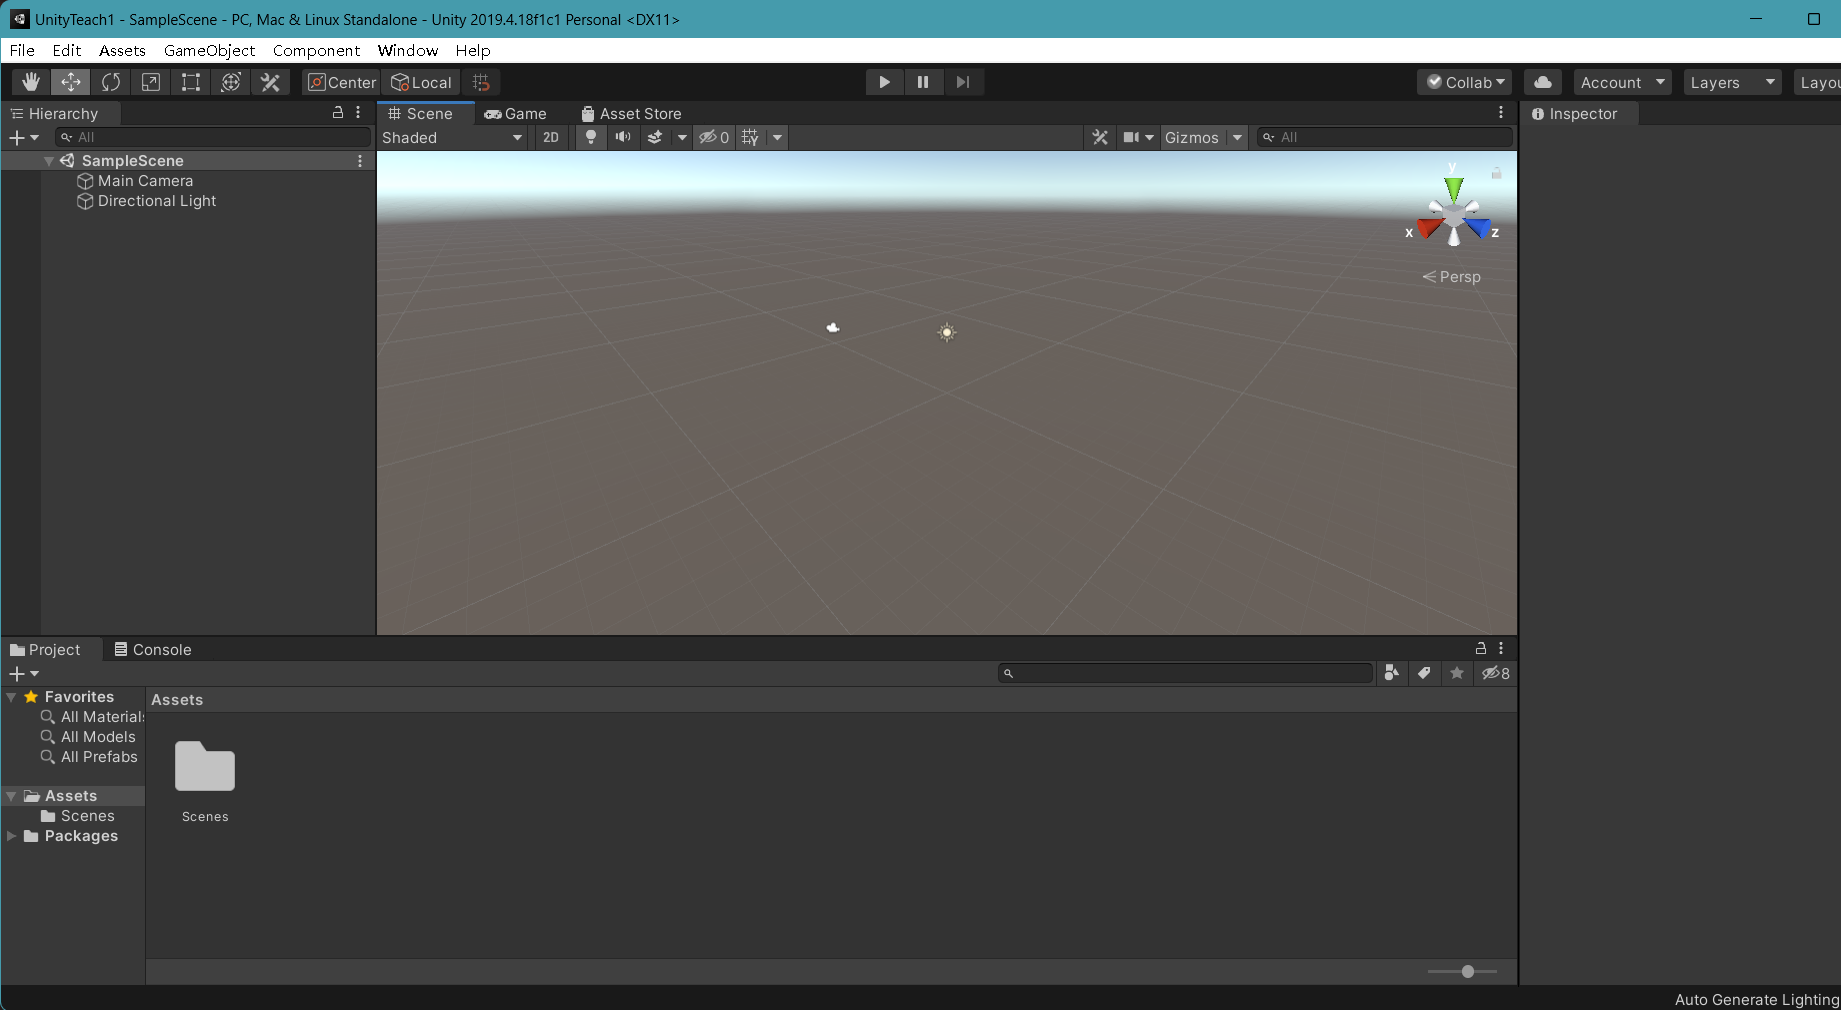 UnityTeach1 - SampleScene - PC, Mac & Linux Standalone - Unity 2019.4.18f1c1 Personal <DX11>
File Edit Assets GameObject Component Window Help
Center Local Collab Account Layers Layou
Hierarchy
Scene Game Asset Store
Inspector
All
Shaded 2D 0 Gizmos All
SampleScene
Main Camera
Directional Light
y
x z
Persp
Project Console
8
Favorites
All Materials
All Models
All Prefabs
Assets
Scenes
Packages
Assets
Scenes
Auto Generate Lighting